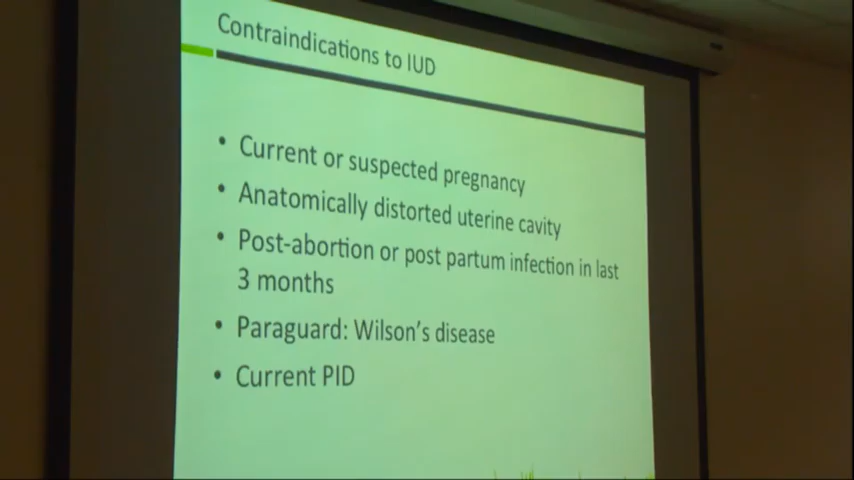 Contraindications to IUD
• Current or suspected pregnancy
• Anatomically distorted uterine cavity
• Post-abortion or post partum infection in last
3 months
• Paraguard: Wilson's disease
• Current PID